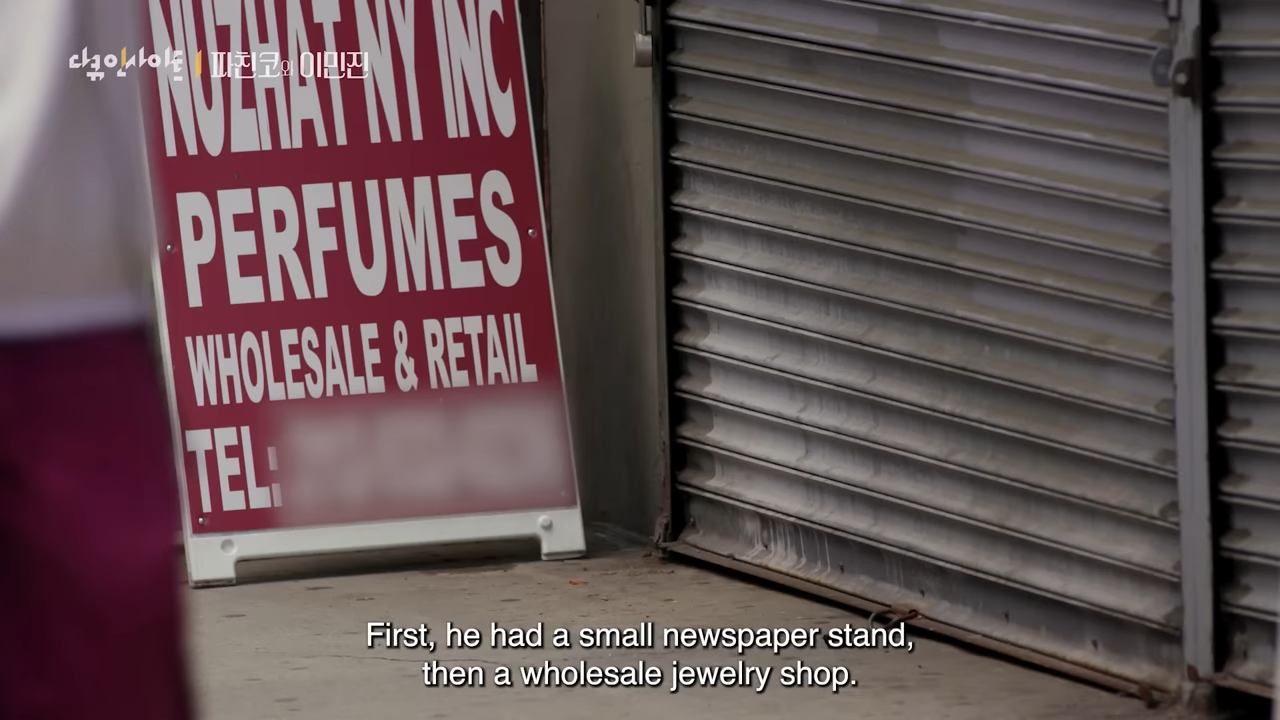 다큐인사이트 | 파친코와 이민진
NUZHAT NY INC
PERFUMES
WHOLESALE & RETAIL
TEL:
First, he had a small newspaper stand,
then a wholesale jewelry shop.